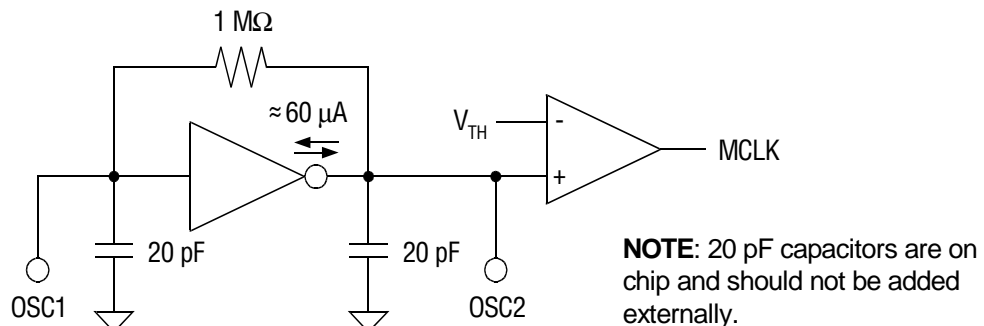 1 MΩ
≈ 60 μA
V_TH
-
+
MCLK
20 pF
20 pF
OSC1
OSC2
NOTE: 20 pF capacitors are on
chip and should not be added
externally.